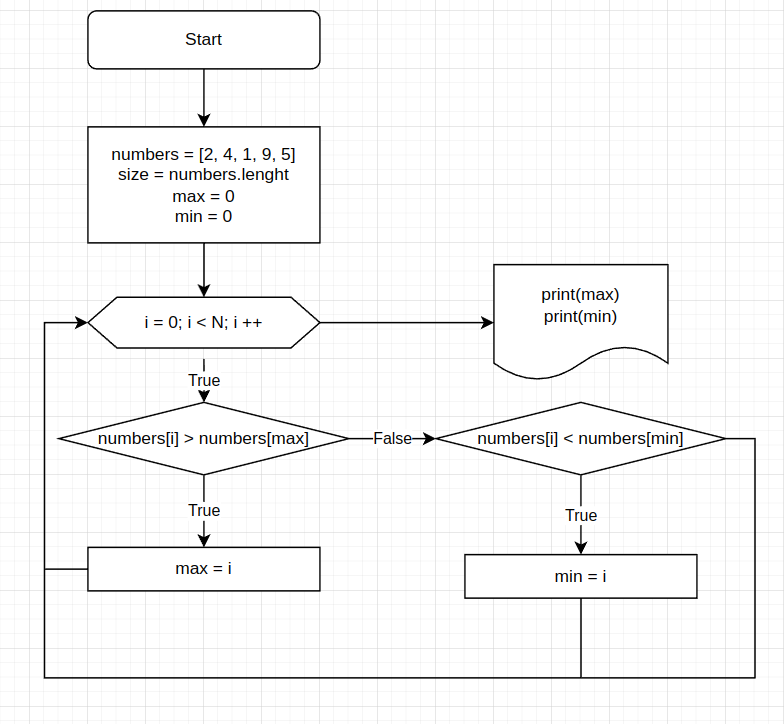 Start
numbers = [2, 4, 1, 9, 5]
size = numbers.lenght
max = 0
min = 0
i = 0; i < N; i ++
print(max)
print(min)
True
numbers[i] > numbers[max]
False
numbers[i] < numbers[min]
True
True
max = i
min = i